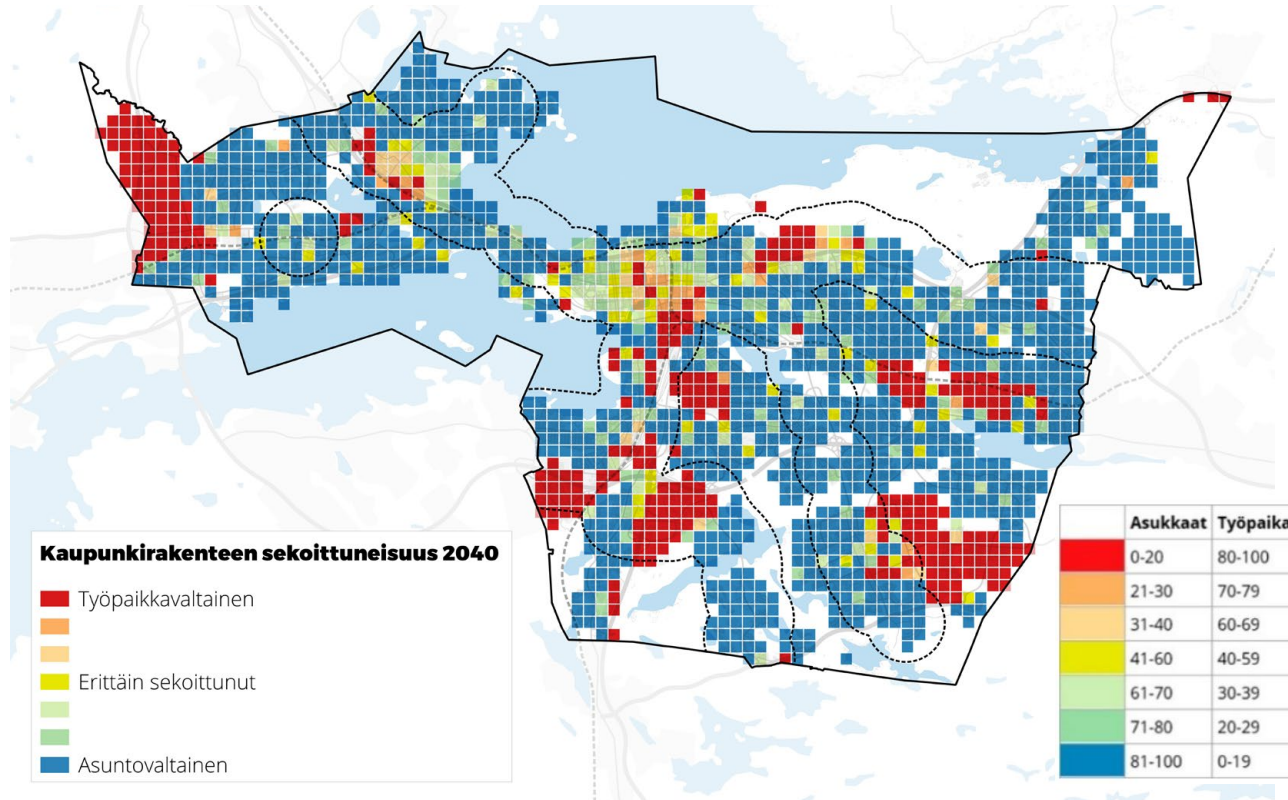 Kaupunkirakenteen sekoittuneisuus 2040
Työpaikkavaltainen
Erittäin sekoittunut
Asuntovaltainen
Asukkaat Työpaika
0-20 80-100
21-30 70-79
31-40 60-69
41-60 40-59
61-70 30-39
71-80 20-29
81-100 0-19